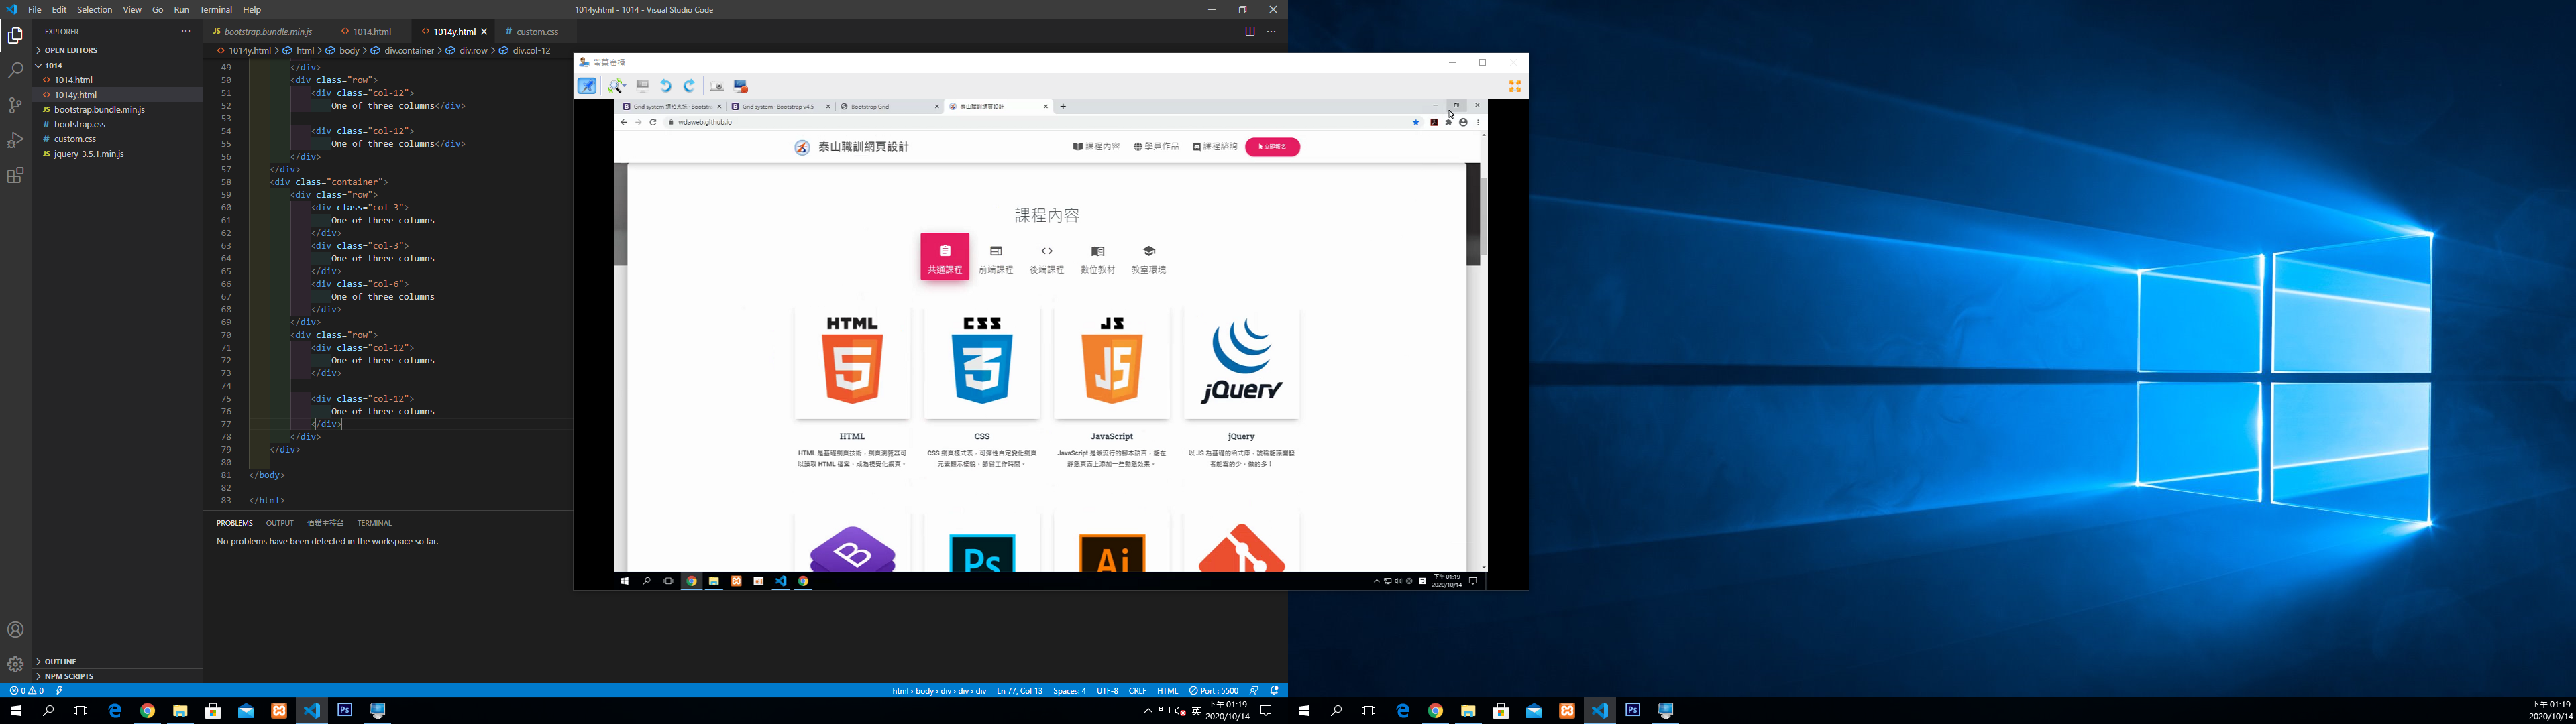 File Edit Selection View Go Run Terminal Help
1014y.html - 1014 - Visual Studio Code
EXPLORER
OPEN EDITORS
1014
1014.html
1014y.html
bootstrap.bundle.min.js
bootstrap.css
custom.css
jquery-3.5.1.min.js
OUTLINE
NPM SCRIPTS
bootstrap.bundle.min.js 1014.html 1014y.html custom.css
1014y.html > html > body > div.container > div.row > div.col-12
49 </div>
50 <div class="row">
51 <div class="col-12">
52 One of three columns</div>
53
54 <div class="col-12">
55 One of three columns</div>
56 </div>
57 </div>
58 <div class="container">
59 <div class="row">
60 <div class="col-3">
61 One of three columns
62 </div>
63 <div class="col-3">
64 One of three columns
65 </div>
66 <div class="col-6">
67 One of three columns
68 </div>
69 </div>
70 <div class="row">
71 <div class="col-12">
72 One of three columns
73 </div>
74
75 <div class="col-12">
76 One of three columns
77 </div>
78 </div>
79 </div>
80
81 </body>
82
83 </html>
PROBLEMS OUTPUT 偵錯主控台 TERMINAL
No problems have been detected in the workspace so far.
0 0
html › body › div › div › div Ln 77, Col 13 Spaces: 4 UTF-8 CRLF HTML Port : 5500
螢幕廣播
Grid system 網格系統 · Bootstr Grid system · Bootstrap v4.5 Bootstrap Grid 泰山職訓網頁設計
wdaweb.github.io
泰山職訓網頁設計
課程內容 學員作品 課程諮詢 立即報名
課程內容
共通課程 前端課程 後端課程 數位教材 教室環境
HTML CSS JS jQuery
HTML CSS JavaScript jQuery
HTML 是基礎網頁技術，網頁瀏覽器可以讀取 HTML 檔案，成為視覺化網頁。
CSS 網頁樣式表，可彈性自定變化網頁元素顯示樣貌，節省工作時間。
JavaScript 是最流行的腳本語言，能在靜態頁面上添加一些動態效果。
以 JS 為基礎的函式庫，號稱能讓開發者能寫的少，做的多！
B Ps Ai
下午 01:19
2020/10/14
英 下午 01:19
2020/10/14
下午 01:19
2020/10/14